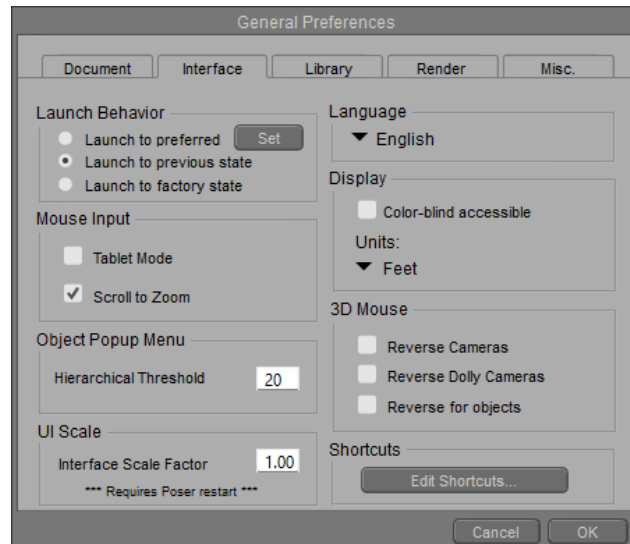 General Preferences
Document
Interface
Library
Render
Misc.
Launch Behavior
Launch to preferred
Set
Launch to previous state
Launch to factory state
Mouse Input
Tablet Mode
Scroll to Zoom
Object Popup Menu
Hierarchical Threshold
20
UI Scale
Interface Scale Factor
1.00
*** Requires Poser restart ***
Language
English
Display
Color-blind accessible
Units:
Feet
3D Mouse
Reverse Cameras
Reverse Dolly Cameras
Reverse for objects
Shortcuts
Edit Shortcuts...
Cancel
OK